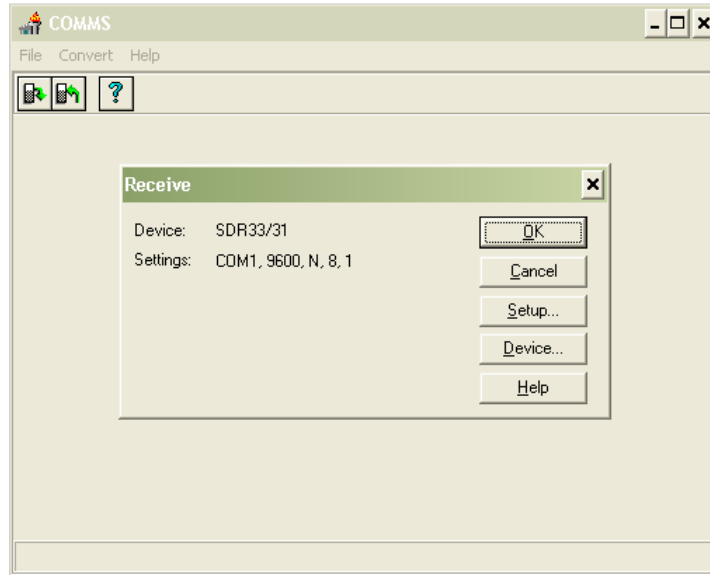 COMMS
File Convert Help
?
Receive
Device: SDR33/31
Settings: COM1, 9600, N, 8, 1
OK
Cancel
Setup...
Device...
Help